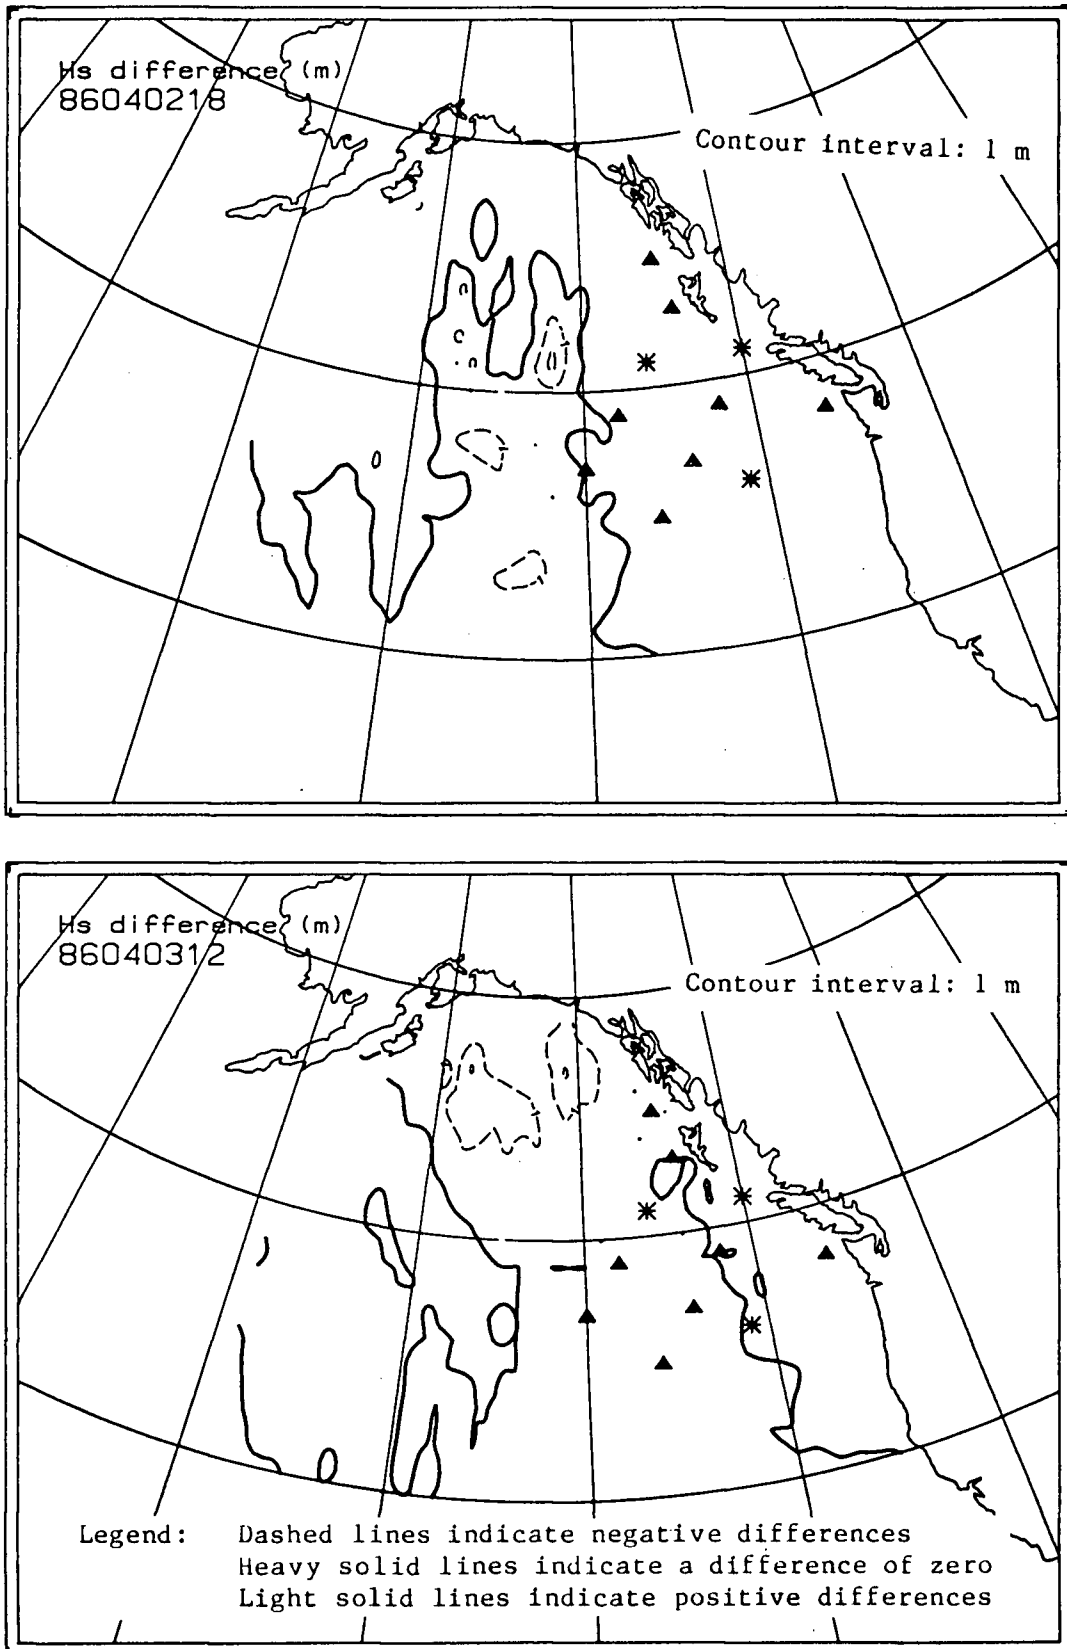 Hs difference (m)
86040218
Contour interval: 1 m
Hs difference (m)
86040312
Contour interval: 1 m
Legend: Dashed lines indicate negative differences
Heavy solid lines indicate a difference of zero
Light solid lines indicate positive differences